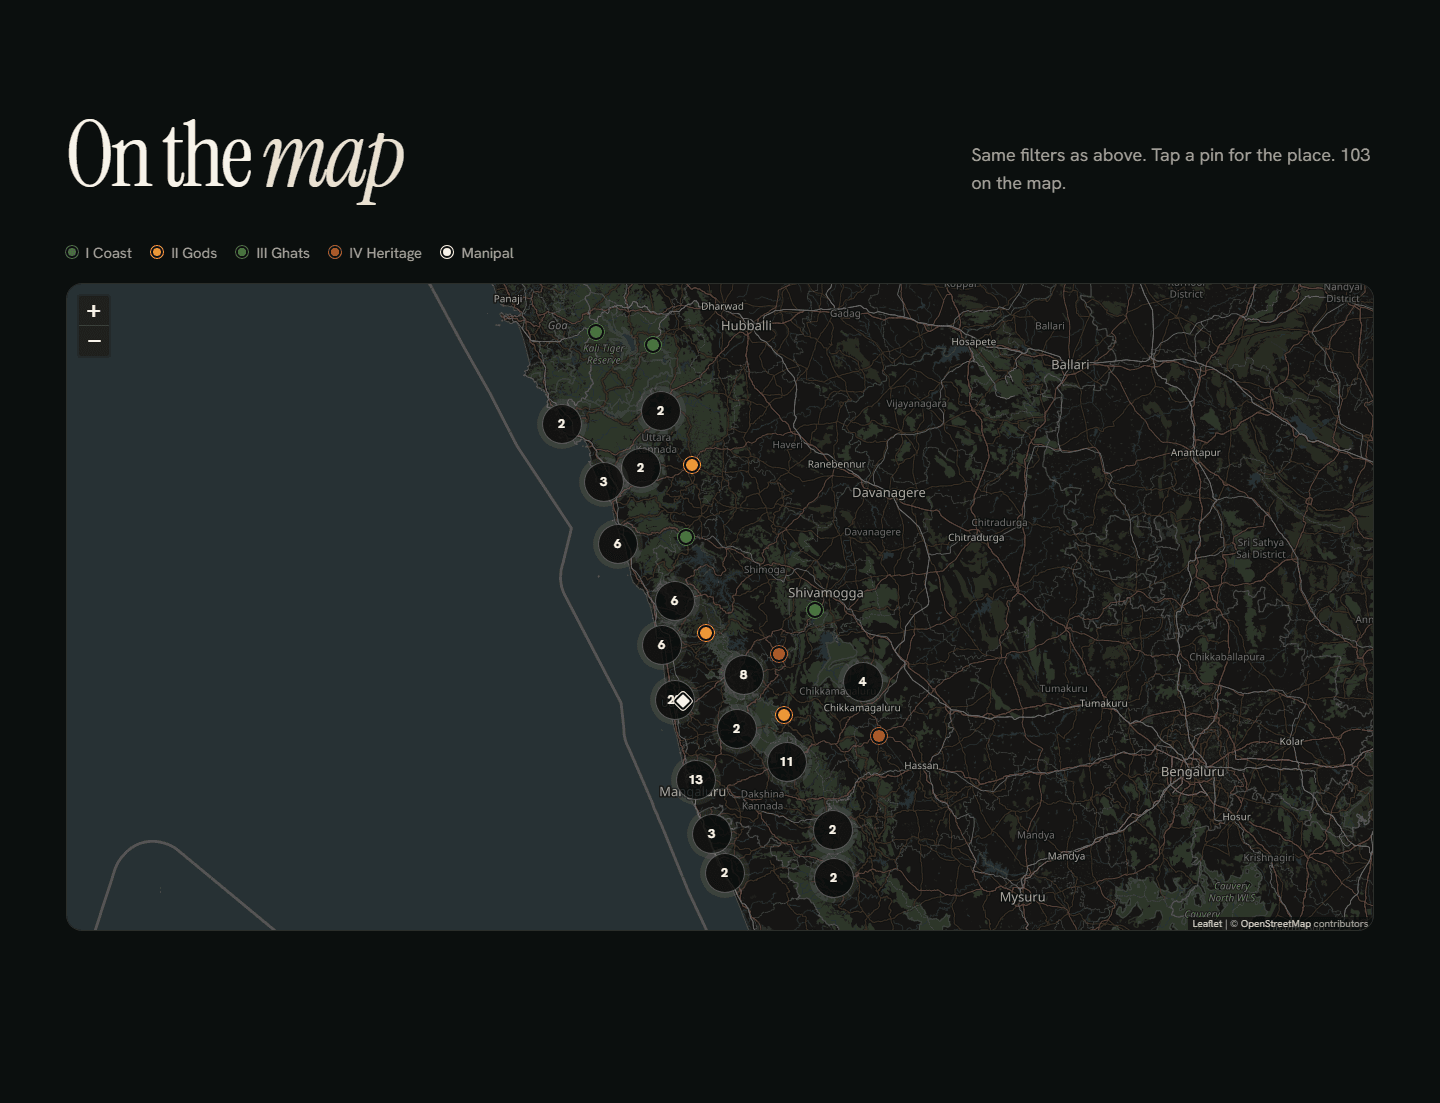 On the map
Same filters as above. Tap a pin for the place. 103
on the map.
I Coast
II Gods
III Ghats
IV Heritage
Manipal
+
−
Panaji
Dharwad
Nandyal
District
District
Goa
Hubballi
Gadag
Ballari
Hosapete
Kali Tiger
Reserve
Ballari
Vijayanagara
2
2
Uttara
Haveri
Anantapur
2
Ranebennur
3
Davanagere
Chitradurga
Davanagere
Chitradurga
6
Sri Sathya
Sai District
Shimoga
Shivamogga
6
6
Chikkaballapura
8
4
Tumakuru
Chikkamagaluru
Tumakuru
2
Kolar
11
Hassan
Bengaluru
13
Dakshina
Kannada
Hosur
3
2
Mandya
Mandya
Krishnagiri
2
2
Cauvery
North WLS
Mysuru
Cauvery
Leaflet | © OpenStreetMap contributors